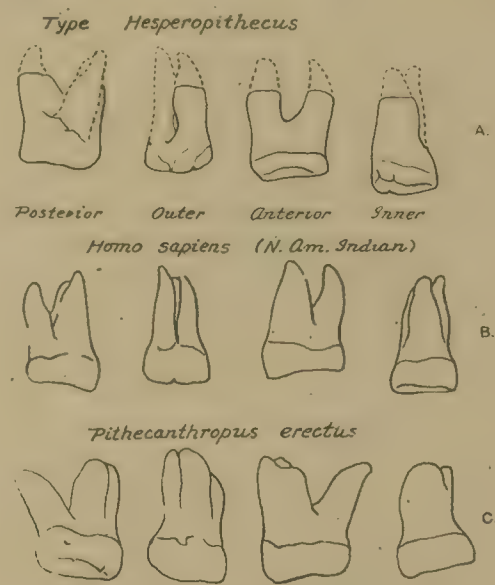 Type Hesperopithecus
A.
Posterior Outer Anterior Inner
Homo sapiens (N. Am. Indian)
B.
Pithecanthropus erectus
C